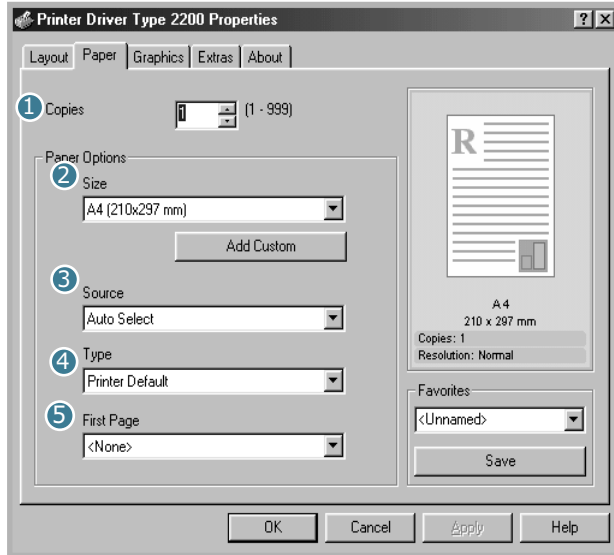 Printer Driver Type 2200 Properties
Layout Paper Graphics Extras About
1 Copies 1 (1 - 999)
Paper Options
2 Size
A4 (210x297 mm)
Add Custom
3 Source
Auto Select
4 Type
Printer Default
5 First Page
<None>
R
A4
210 x 297 mm
Copies: 1
Resolution: Normal
Favorites
<Unnamed>
Save
OK Cancel Apply Help